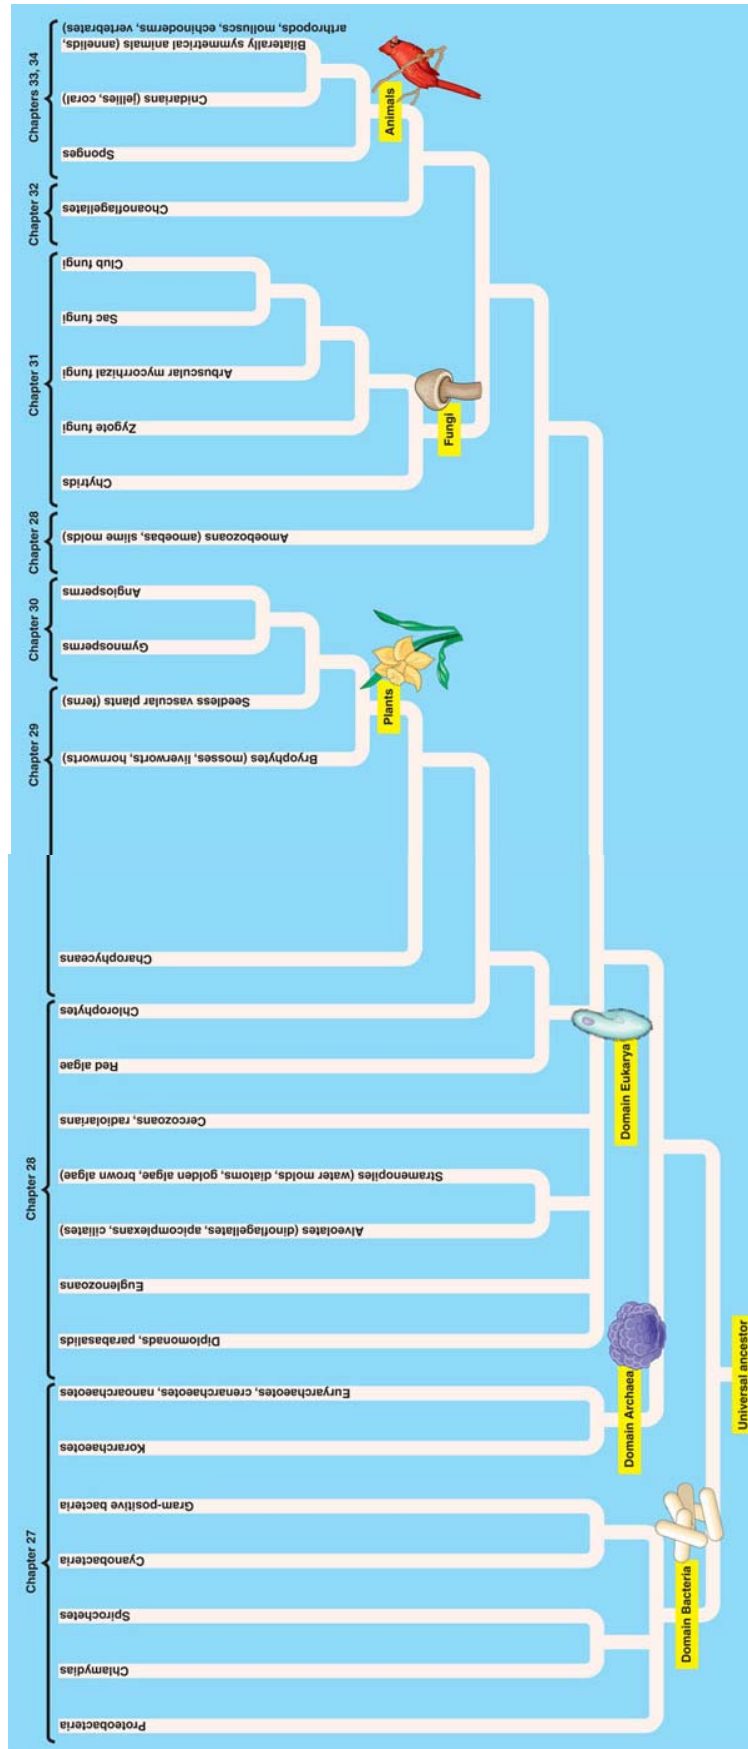 Chapter 27
Chapter 28
Chapter 29
Chapter 30
Chapter 28
Chapter 31
Chapter 32
Chapters 33, 34
Proteobacteria
Chlamydias
Spirochetes
Cyanobacteria
Gram-positive bacteria
Korarchaeotes
Euryarchaeotes, crenarchaeotes, nanoarchaeotes
Diplomonads, parabasalids
Euglenozoans
Alveolates (dinoflagellates, apicomplexans, ciliates)
Stramenopiles (water molds, diatoms, golden algae, brown algae)
Cercozoans, radiolarians
Red algae
Chlorophytes
Charophyceans
Bryophytes (mosses, liverworts, hornworts)
Seedless vascular plants (ferns)
Gymnosperms
Angiosperms
Amoebozoans (amoebas, slime molds)
Chytrids
Zygote fungi
Arbuscular mycorrhizal fungi
Sac fungi
Club fungi
Choanoflagellates
Sponges
Cnidarians (jellies, coral)
Bilaterally symmetrical animals (annelids,
arthropods, molluscs, echinoderms, vertebrates)
Plants
Fungi
Animals
Domain Bacteria
Domain Archaea
Domain Eukarya
Universal ancestor